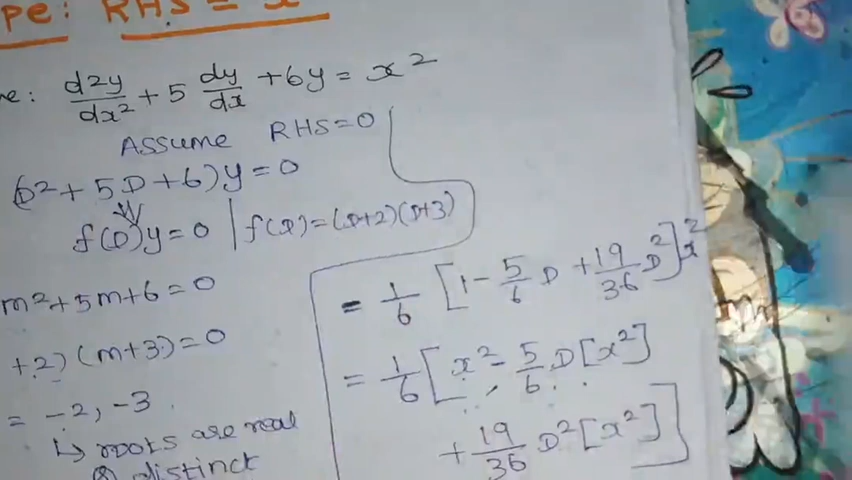 pe: RHS =
d2y/dx² + 5 dy/dx + 6y = x²
Assume RHS = 0
(D² + 5D + 6)y = 0
f(D)y = 0 | f(D) = (D+2)(D+3)
m² + 5m + 6 = 0
+2)(m+3) = 0
= -2, -3
↳ roots are real
distinct
= 1/6 [1 - 5/6 D + 19/36 D²] x²
= 1/6 [x² - 5/6 D[x²]
+ 19/36 D²[x²]]